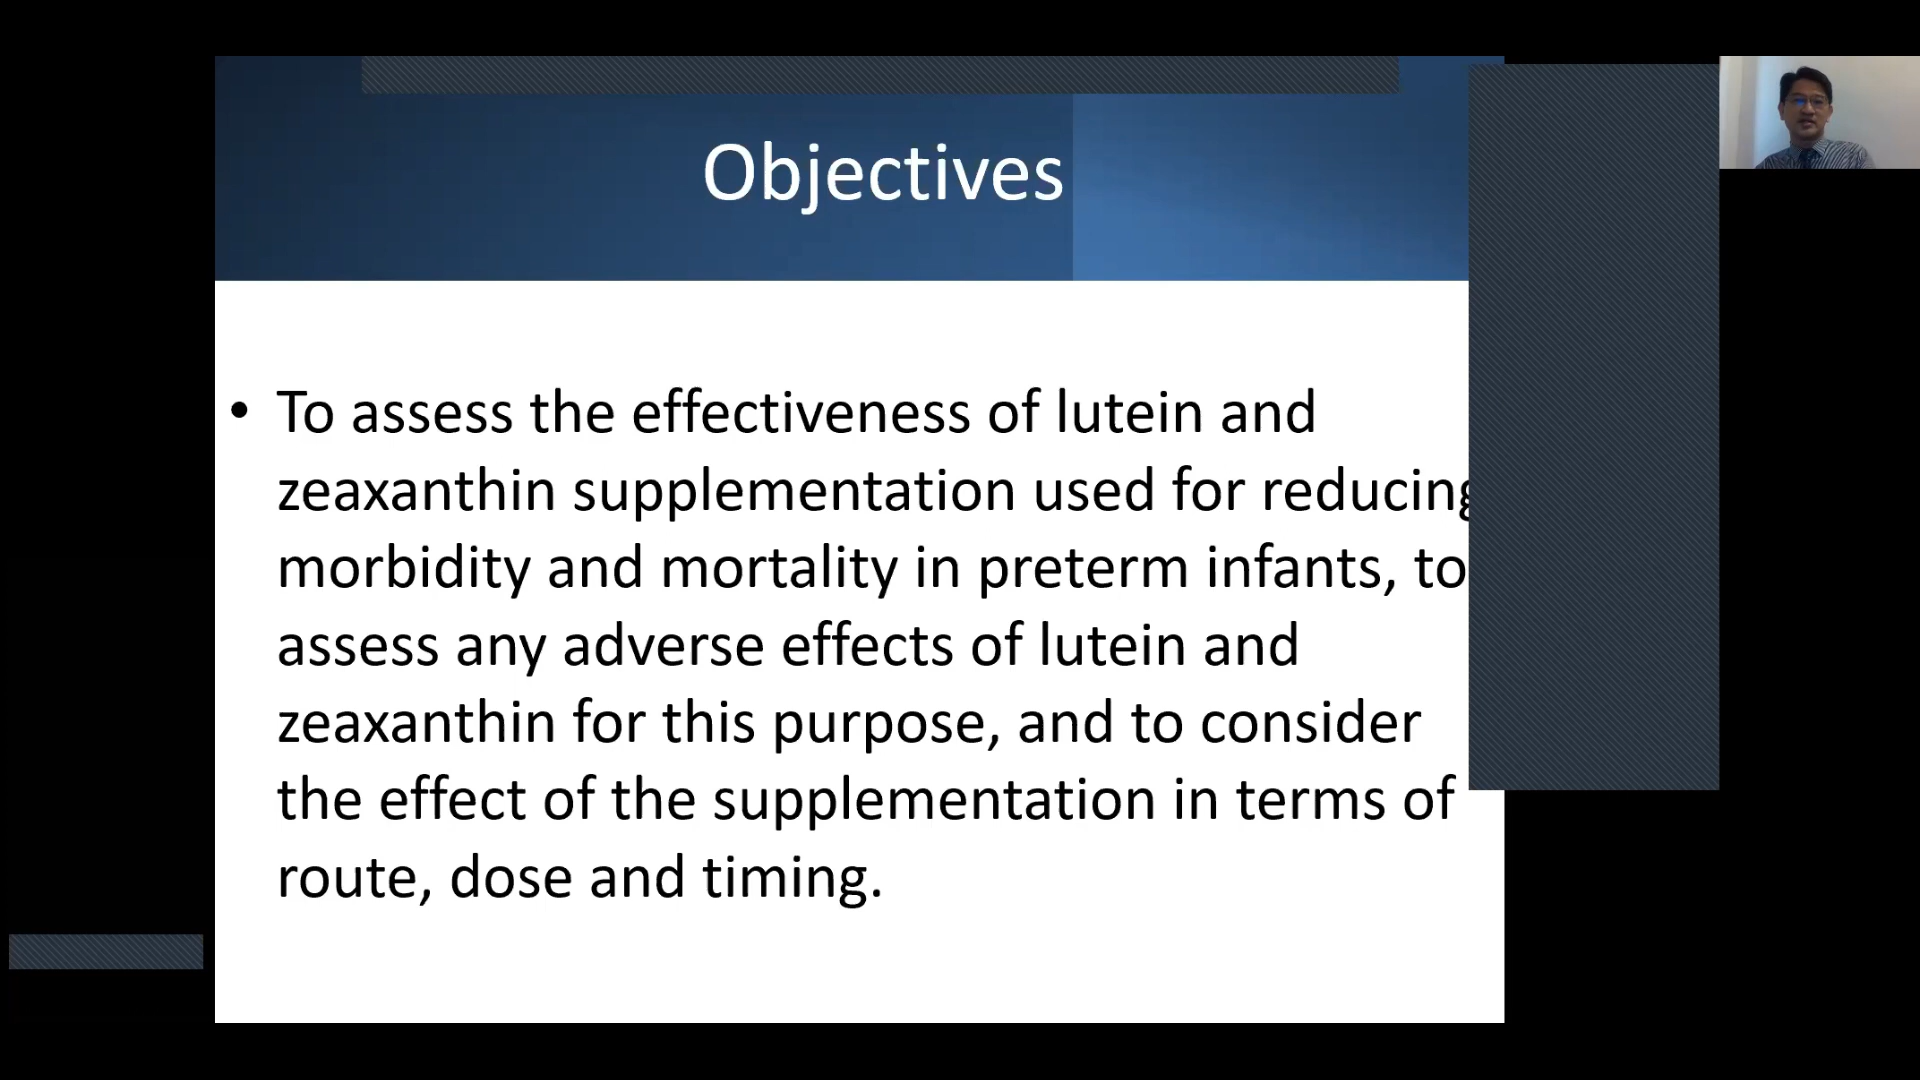 Objectives
• To assess the effectiveness of lutein and
zeaxanthin supplementation used for reducing
morbidity and mortality in preterm infants, to
assess any adverse effects of lutein and
zeaxanthin for this purpose, and to consider
the effect of the supplementation in terms of
route, dose and timing.